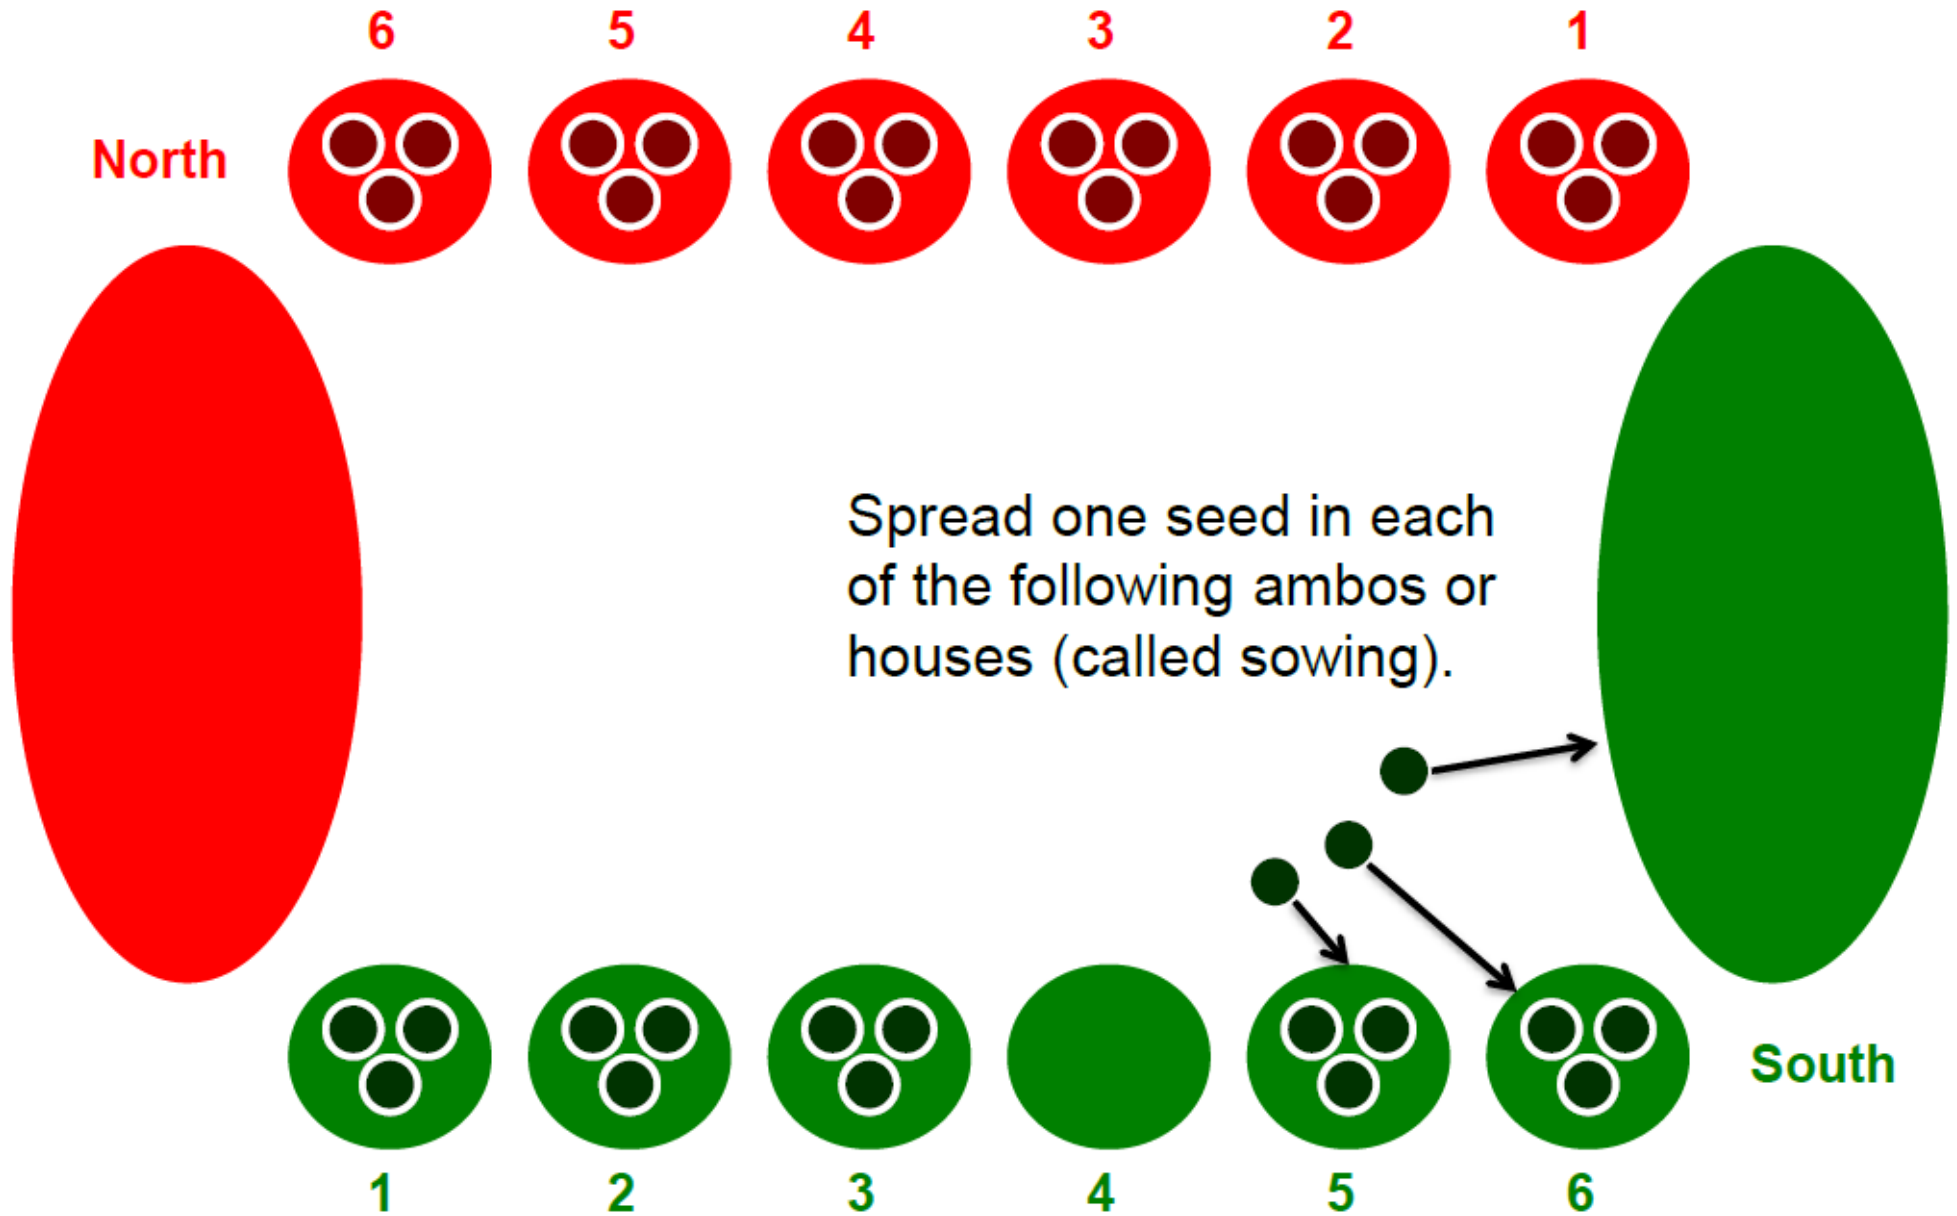 6 5 4 3 2 1
North
Spread one seed in each
of the following ambos or
houses (called sowing).
South
1 2 3 4 5 6